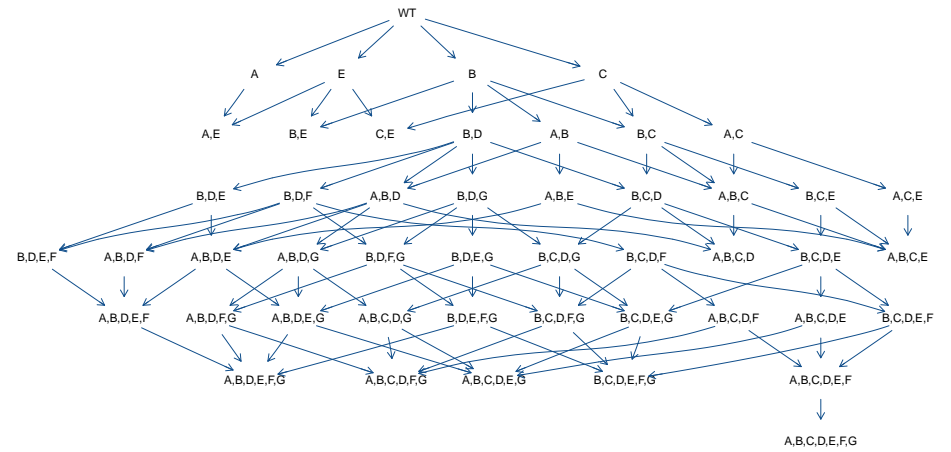 WT
A E B C
A,E B,E C,E B,D A,B B,C A,C
B,D,E B,D,F A,B,D B,D,G A,B,E B,C,D A,B,C B,C,E A,C,E
B,D,E,F A,B,D,F A,B,D,E A,B,D,G B,D,F,G B,D,E,G B,C,D,G B,C,D,F A,B,C,D B,C,D,E A,B,C,E
A,B,D,E,F A,B,D,F,G A,B,D,E,G A,B,C,D,G B,D,E,F,G B,C,D,F,G B,C,D,E,G A,B,C,D,F A,B,C,D,E B,C,D,E,F
A,B,D,E,F,G A,B,C,D,F,G A,B,C,D,E,G B,C,D,E,F,G A,B,C,D,E,F
A,B,C,D,E,F,G